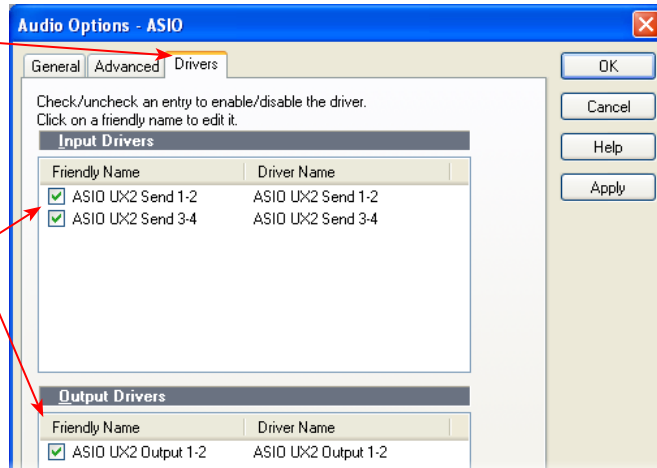 Audio Options - ASIO
General Advanced Drivers
OK
Check/uncheck an entry to enable/disable the driver.
Cancel
Click on a friendly name to edit it.
Input Drivers
Help
Friendly Name Driver Name
Apply
ASIO UX2 Send 1-2 ASIO UX2 Send 1-2
ASIO UX2 Send 3-4 ASIO UX2 Send 3-4
Output Drivers
Friendly Name Driver Name
ASIO UX2 Output 1-2 ASIO UX2 Output 1-2